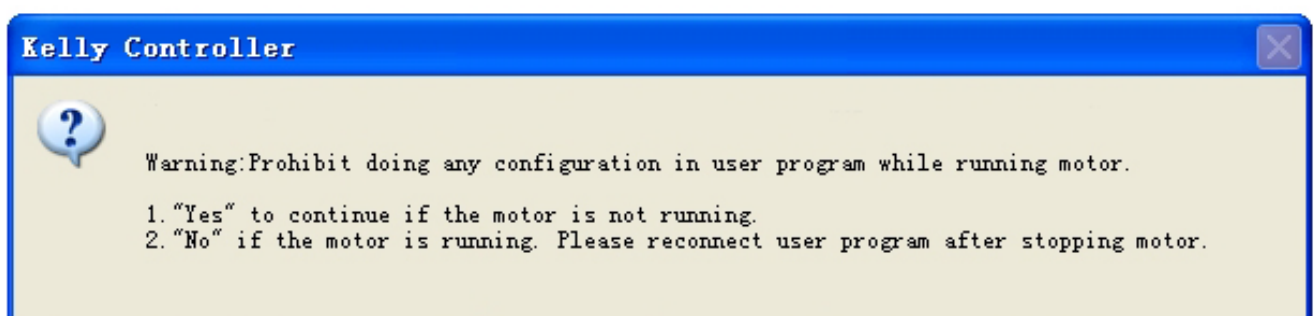 Kelly Controller
?
Warning:Prohibit doing any configuration in user program while running motor.
1."Yes" to continue if the motor is not running.
2."No" if the motor is running. Please reconnect user program after stopping motor.